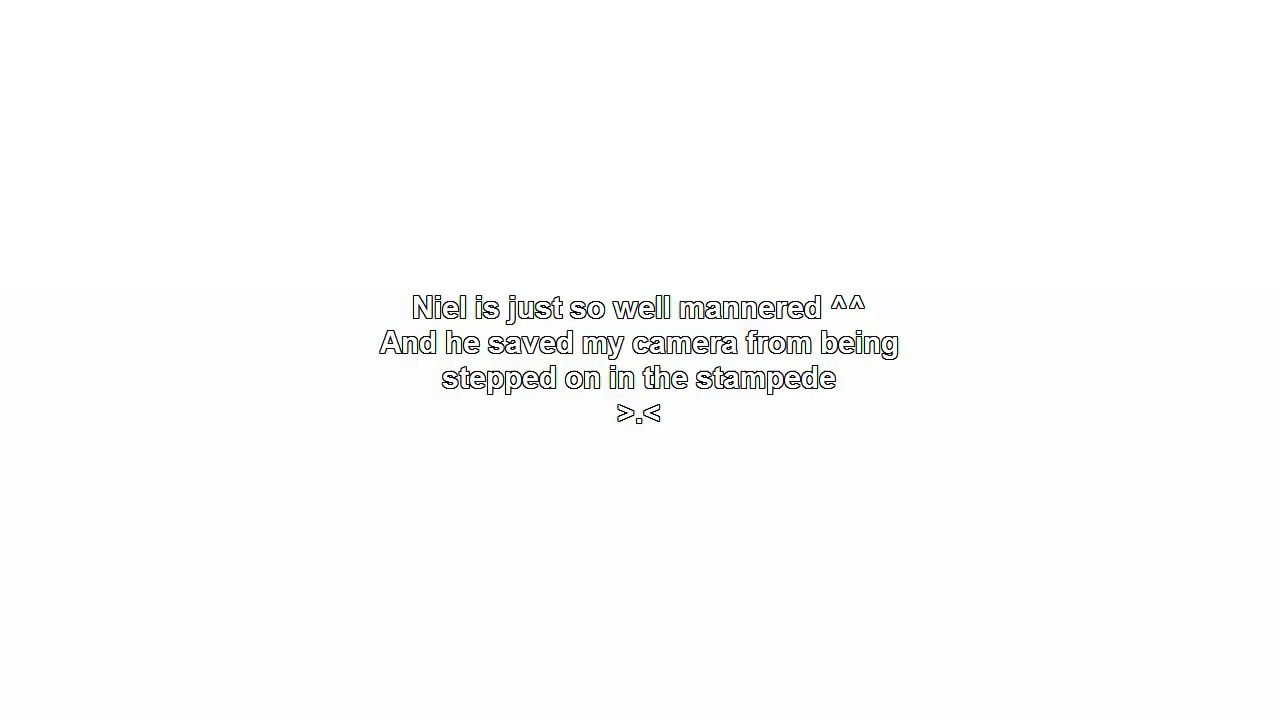 Niel is just so well mannered ^^
And he saved my camera from being
stepped on in the stampede
>.<